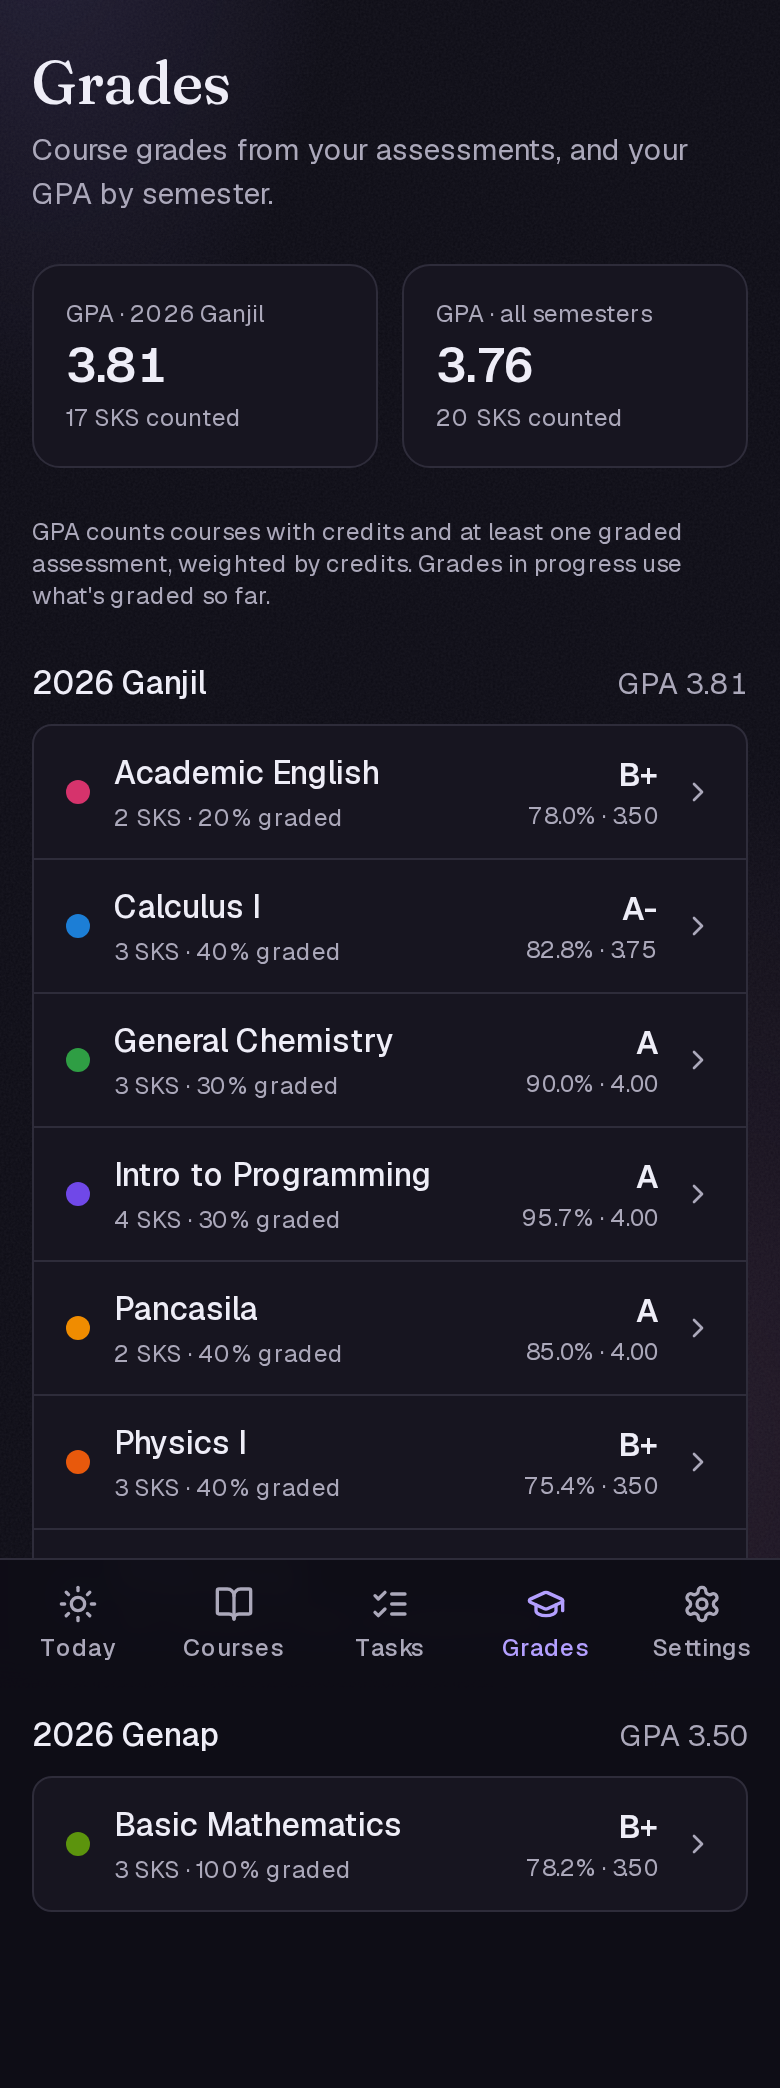 Grades
Course grades from your assessments, and your
GPA by semester.
GPA · 2026 Ganjil
3.81
17 SKS counted
GPA · all semesters
3.76
20 SKS counted
GPA counts courses with credits and at least one graded
assessment, weighted by credits. Grades in progress use
what's graded so far.
2026 Ganjil
GPA 3.81
Academic English
2 SKS · 20% graded
B+
78.0% · 3.50
Calculus I
3 SKS · 40% graded
A-
82.8% · 3.75
General Chemistry
3 SKS · 30% graded
A
90.0% · 4.00
Intro to Programming
4 SKS · 30% graded
A
95.7% · 4.00
Pancasila
2 SKS · 40% graded
A
85.0% · 4.00
Physics I
3 SKS · 40% graded
B+
75.4% · 3.50
Today
Courses
Tasks
Grades
Settings
2026 Genap
GPA 3.50
Basic Mathematics
3 SKS · 100% graded
B+
78.2% · 3.50